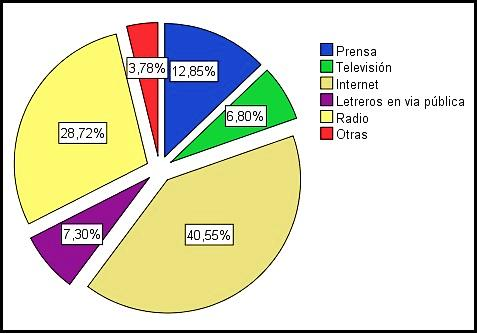 3,78%
12,85%
6,80%
28,72%
7,30%
40,55%
Prensa
Televisión
Internet
Letreros en via pública
Radio
Otras